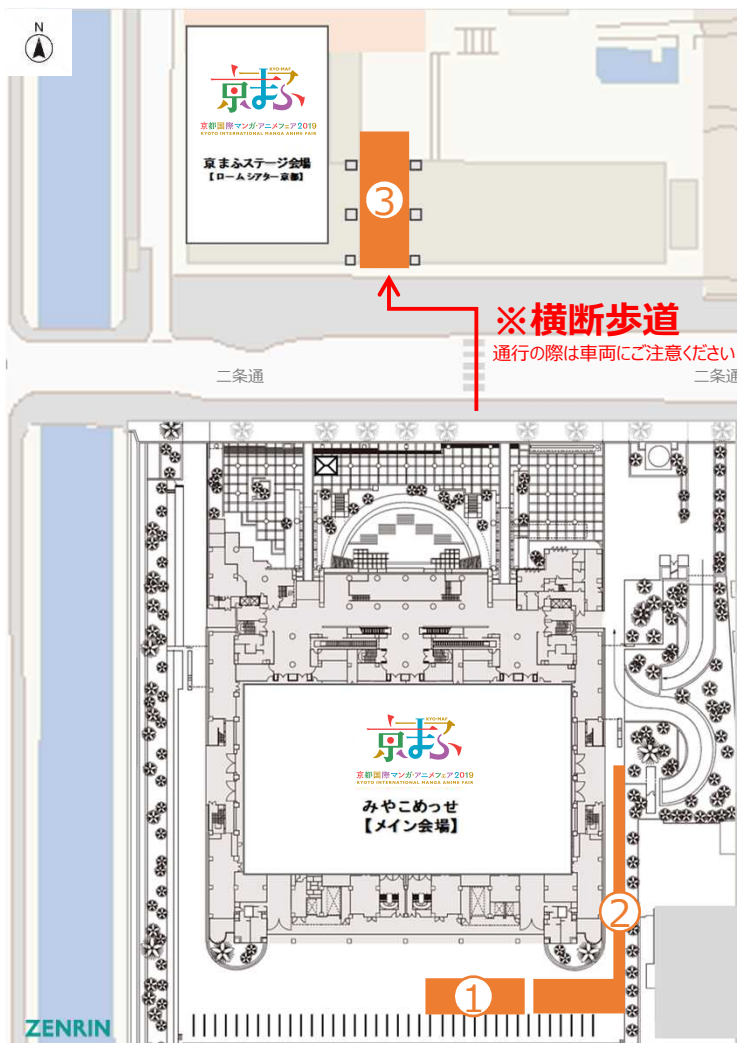 N
KYO-MAF
京まふ
京都国際マンガ・アニメフェア2019
KYOTO INTERNATIONAL MANGA ANIME FAIR
京まふステージ会場
【ロームシアター京都】
③
※横断歩道
通行の際は車両にご注意ください
二条通
二条通
KYO-MAF
京まふ
京都国際マンガ・アニメフェア2019
KYOTO INTERNATIONAL MANGA ANIME FAIR
みやこめっせ
【メイン会場】
②
①
ZENRIN